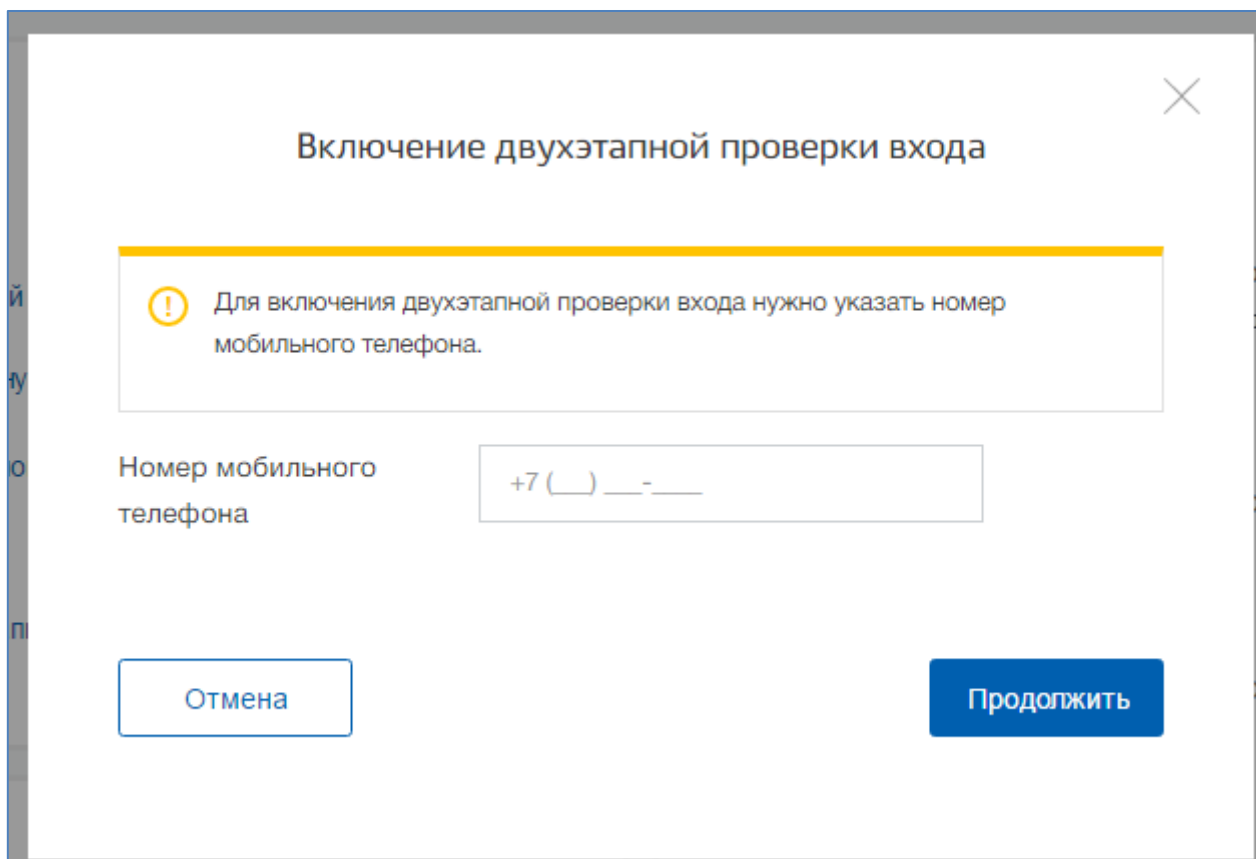 Включение двухэтапной проверки входа
Для включения двухэтапной проверки входа нужно указать номер
мобильного телефона.
Номер мобильного
телефона
+7 (__) ___-____
Отмена
Продолжить